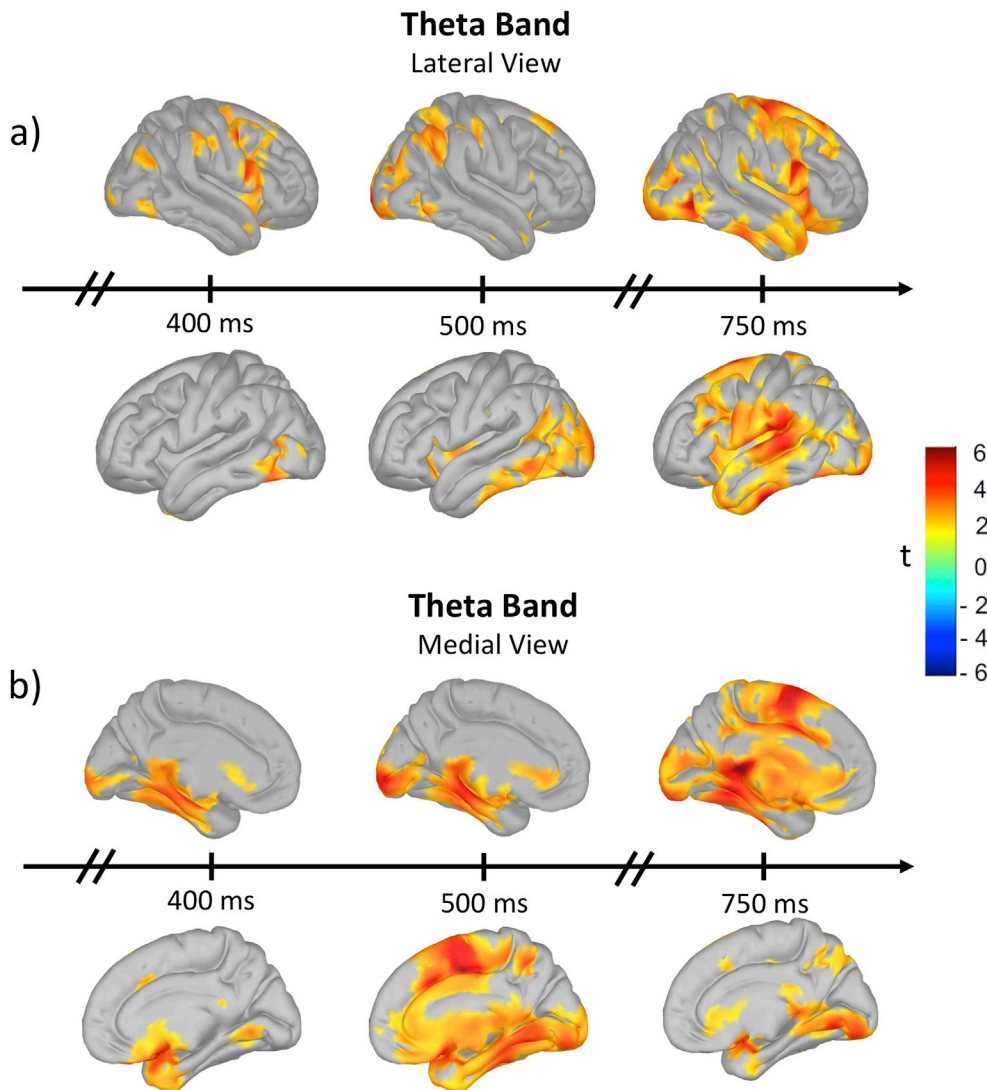 Theta Band
Lateral View
a)
400 ms
500 ms
750 ms
6
4
2
t
0
- 2
- 4
- 6
Theta Band
Medial View
b)
400 ms
500 ms
750 ms